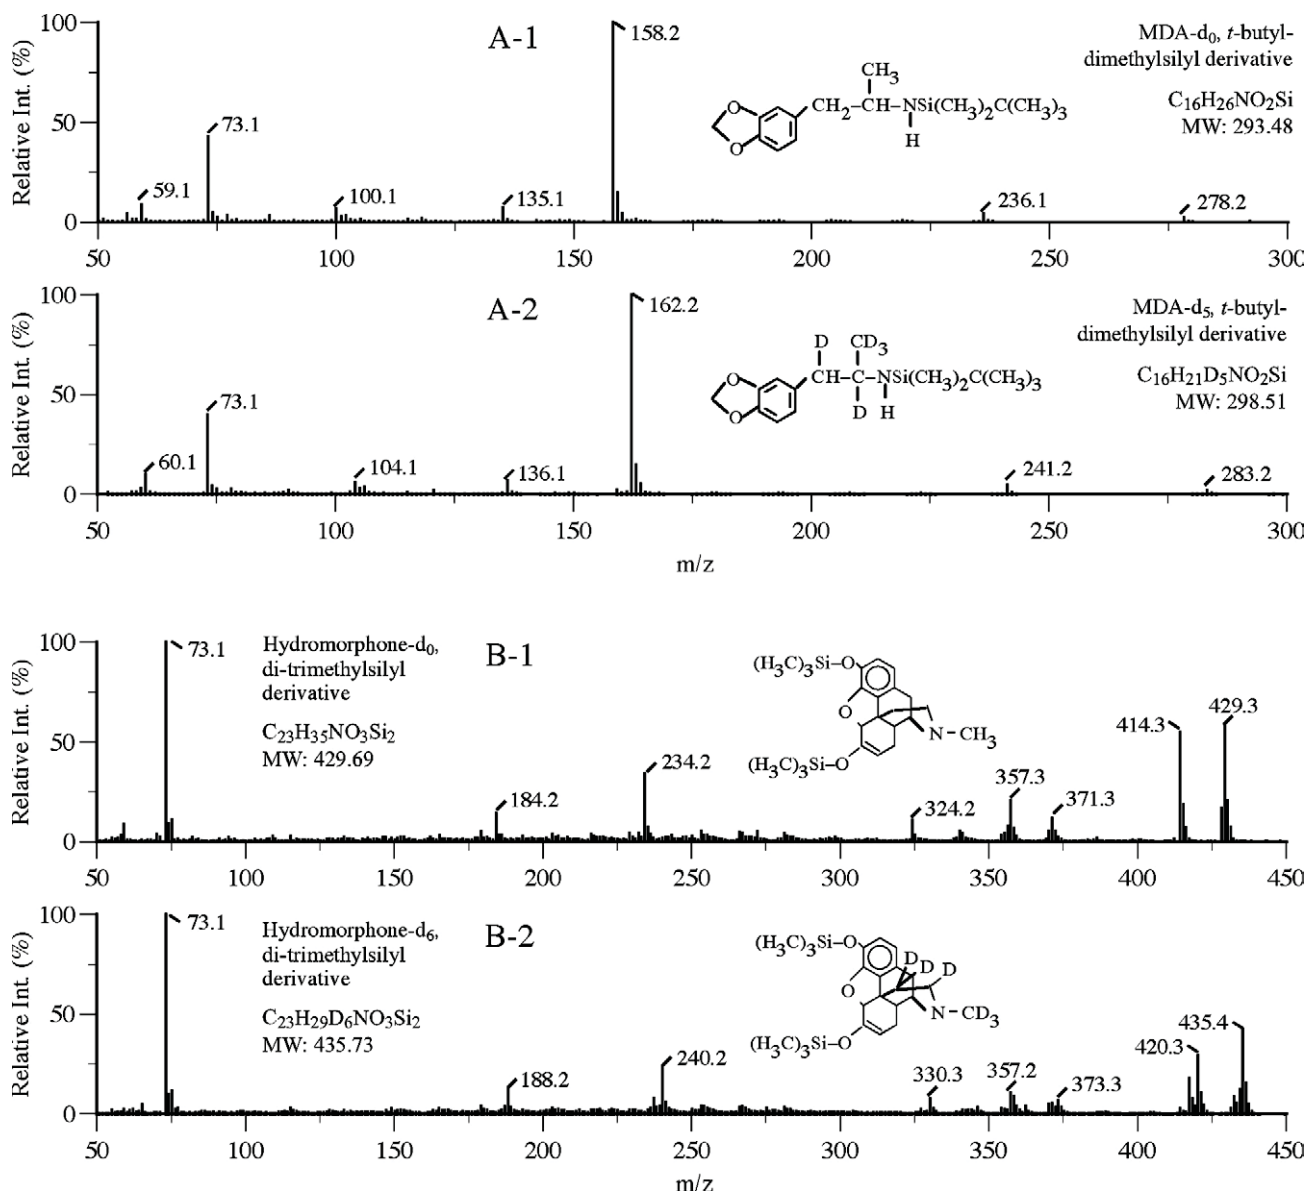 A-1
MDA-d₀, t-butyl-
dimethylsilyl derivative
C₁₆H₂₆NO₂Si
MW: 293.48
Relative Int. (%)
100
50
0
158.2
73.1
59.1
100.1
135.1
236.1
278.2
O
O
CH₃
CH₂–CH–NSi(CH₃)₂C(CH₃)₃
H
50 100 150 200 250 300
A-2
MDA-d₅, t-butyl-
dimethylsilyl derivative
C₁₆H₂₁D₅NO₂Si
MW: 298.51
Relative Int. (%)
100
50
0
162.2
73.1
60.1
104.1
136.1
241.2
283.2
O
O
D CD₃
CH–C–NSi(CH₃)₂C(CH₃)₃
D H
50 100 150 200 250 300
m/z
B-1
Hydromorphone-d₀,
di-trimethylsilyl
derivative
C₂₃H₃₅NO₃Si₂
MW: 429.69
Relative Int. (%)
100
50
0
73.1
184.2
234.2
324.2
357.3
371.3
414.3
429.3
(H₃C)₃Si–O
O
N–CH₃
(H₃C)₃Si–O
50 100 150 200 250 300 350 400 450
B-2
Hydromorphone-d₆,
di-trimethylsilyl
derivative
C₂₃H₂₉D₆NO₃Si₂
MW: 435.73
Relative Int. (%)
100
50
0
73.1
188.2
240.2
330.3
357.2
373.3
420.3
435.4
(H₃C)₃Si–O
D D D
O
N–CD₃
(H₃C)₃Si–O
50 100 150 200 250 300 350 400 450
m/z